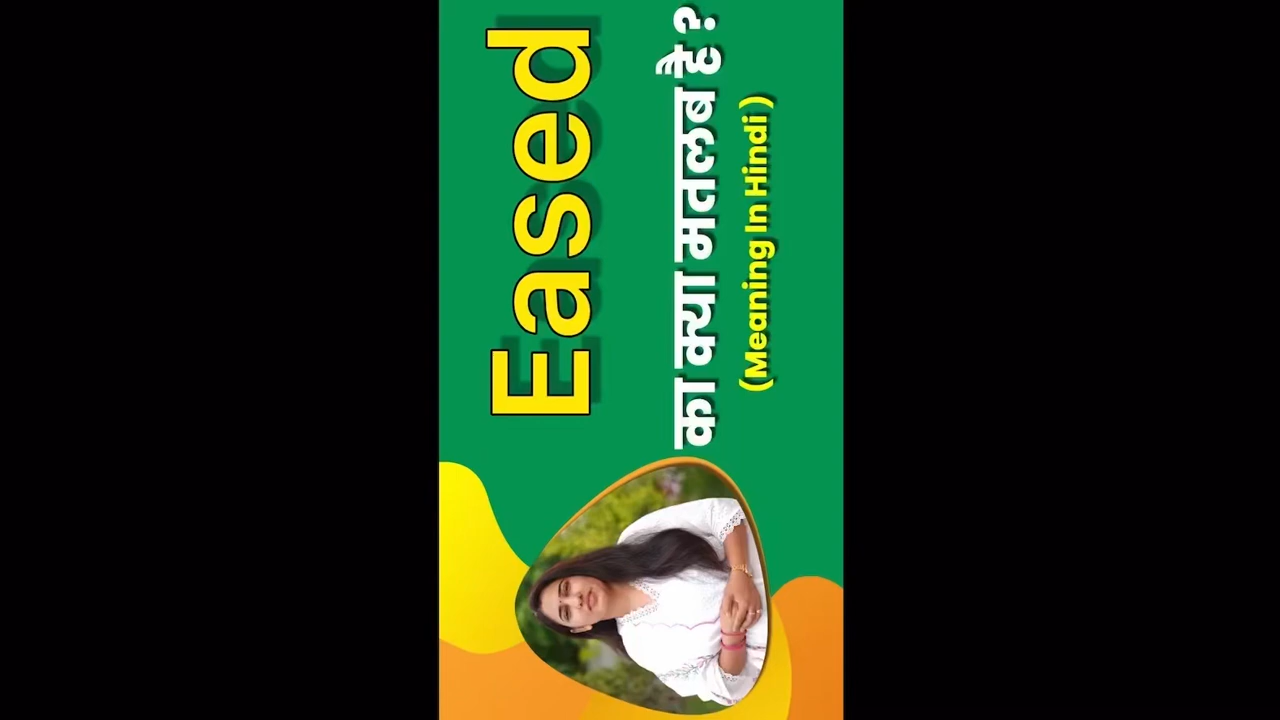 Eased
का क्या मतलब है ?
(Meaning In Hindi )